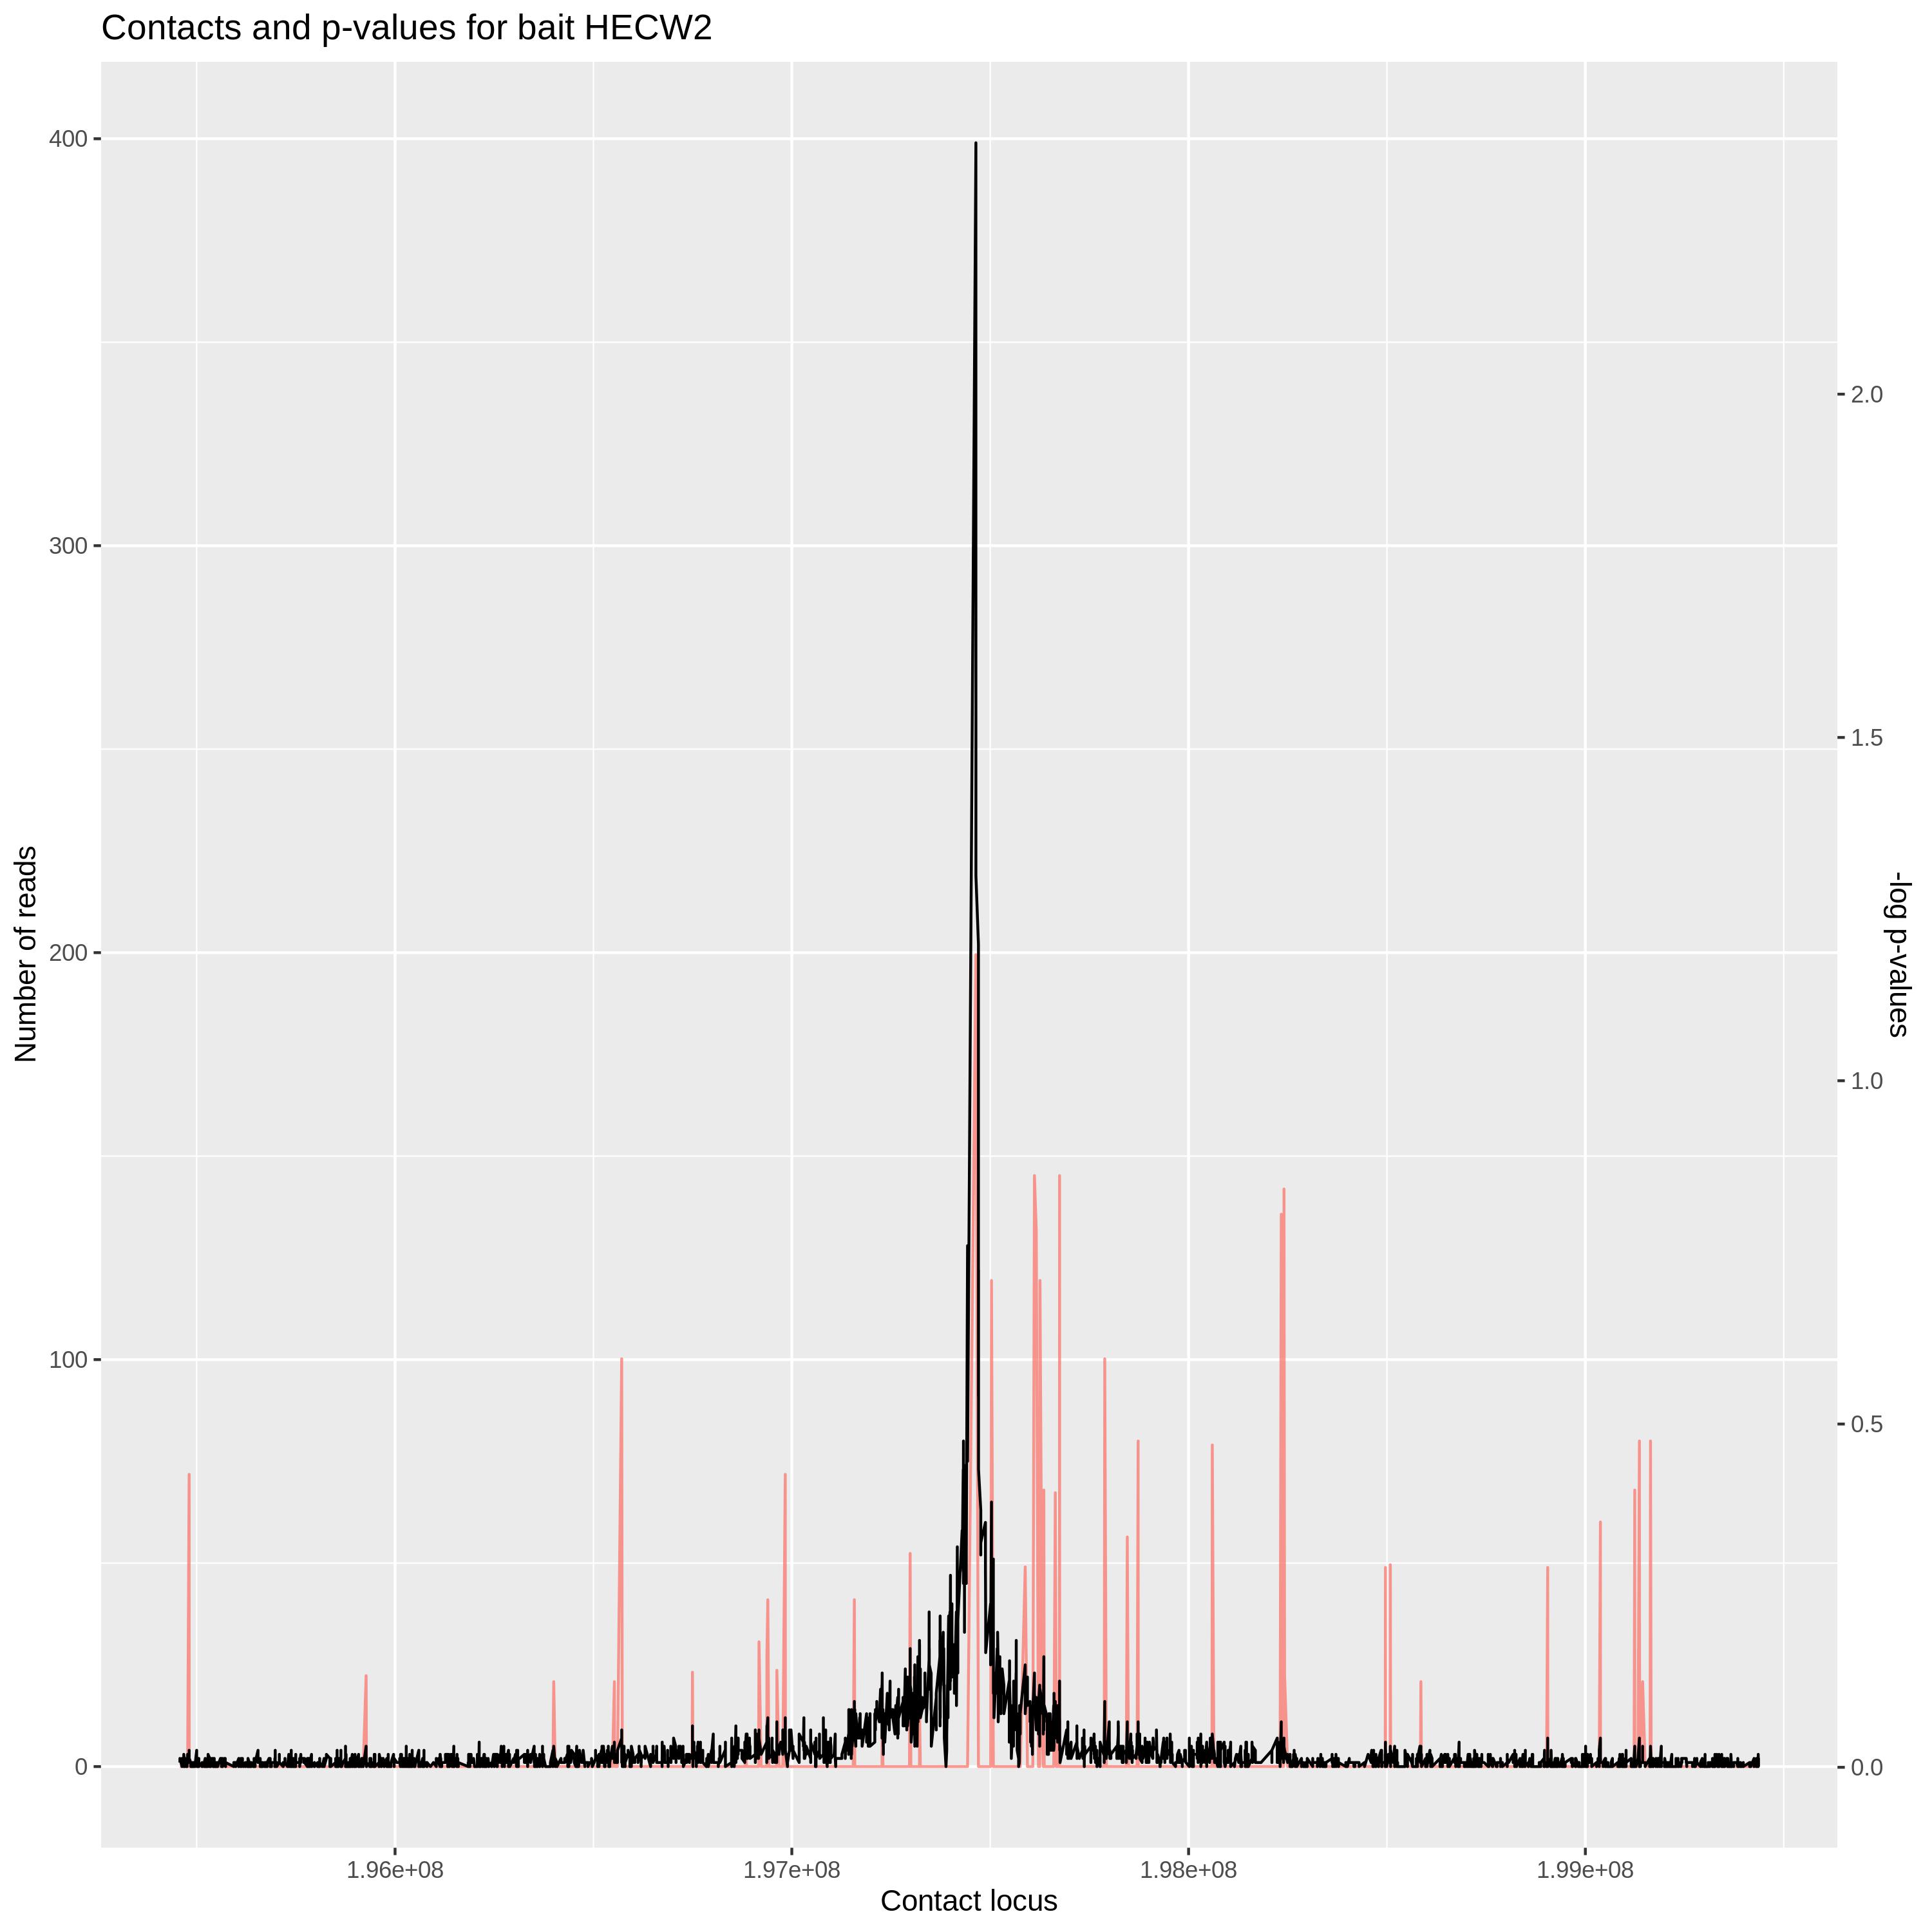 Contacts and p-values for bait HECW2
400
300
200
100
0
Number of reads
2.0
1.5
1.0
0.5
0.0
-log p-values
1.96e+08
1.97e+08
1.98e+08
1.99e+08
Contact locus